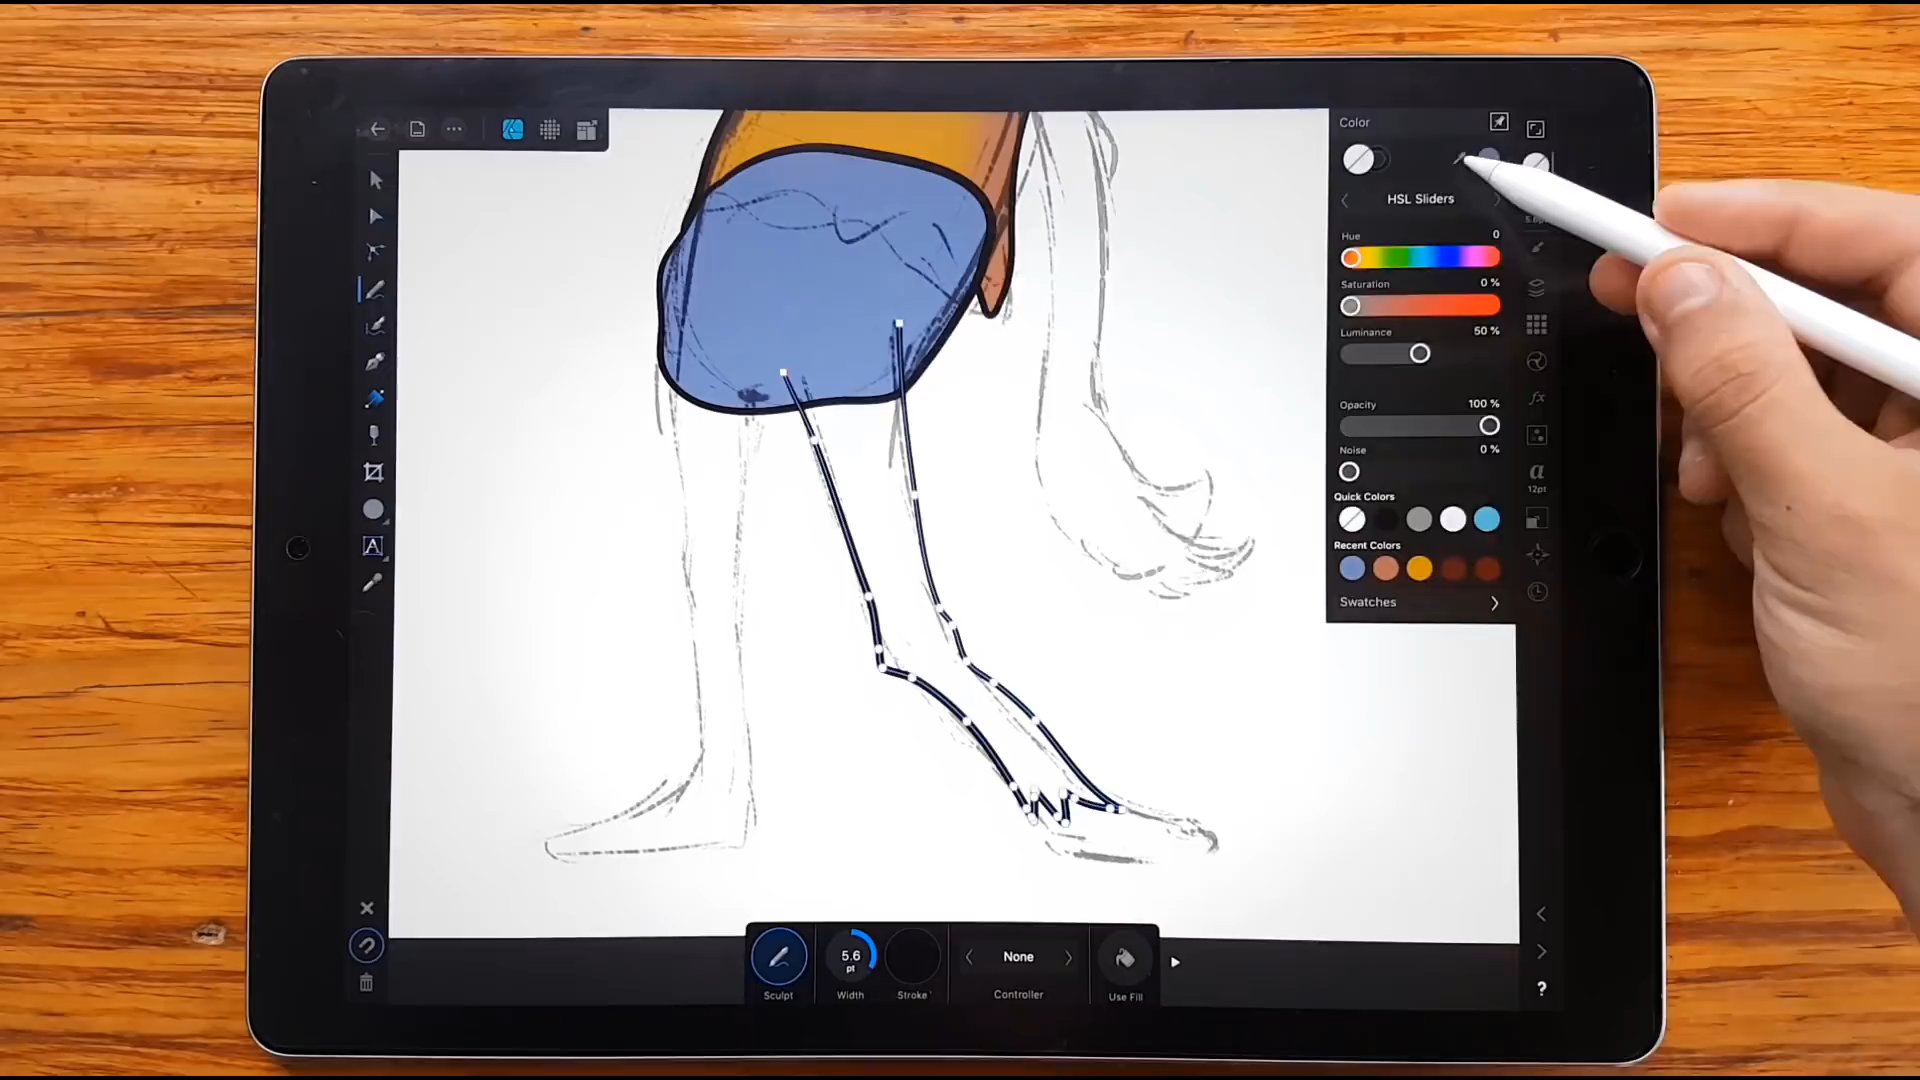 Color
HSL Sliders
Hue 0
Saturation 0 %
Luminance 50 %
Opacity 100 %
Noise 0 %
Quick Colors
Recent Colors
Swatches
fx
a
12pt
A
5.6
pt
None
Sculpt
Width
Stroke
Controller
Use Fill
?